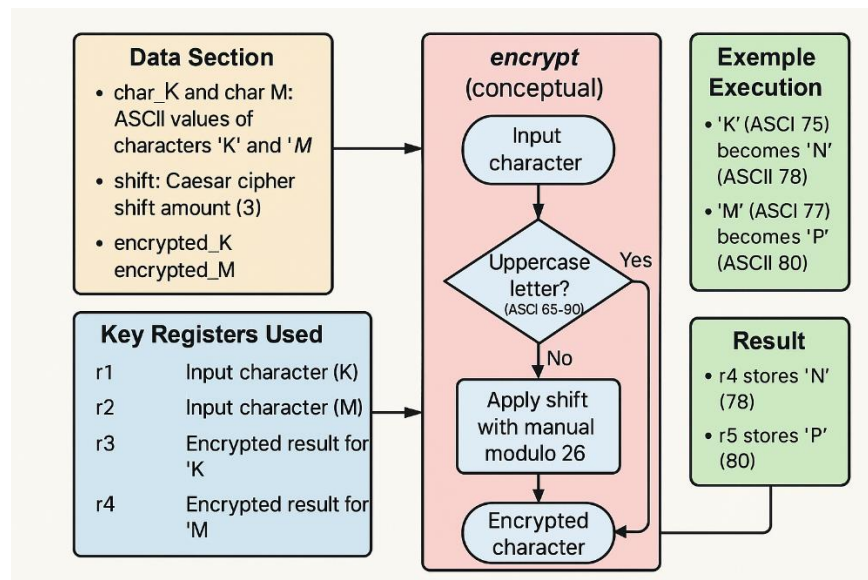 Data Section
• char_K and char M:
ASCII values of
characters 'K' and 'M
• shift: Caesar cipher
shift amount (3)
• encrypted_K
encrypted_M
Key Registers Used
r1 Input character (K)
r2 Input character (M)
r3 Encrypted result for
'K
r4 Encrypted result for
'M
encrypt
(conceptual)
Input
character
Uppercase
letter?
(ASCI 65-90)
Yes
No
Apply shift
with manual
modulo 26
Encrypted
character
Exemple
Execution
• 'K' (ASCI 75)
becomes 'N'
(ASCII 78)
• 'M' (ASCI 77)
becomes 'P'
(ASCII 80)
Result
• r4 stores 'N'
(78)
• r5 stores 'P'
(80)